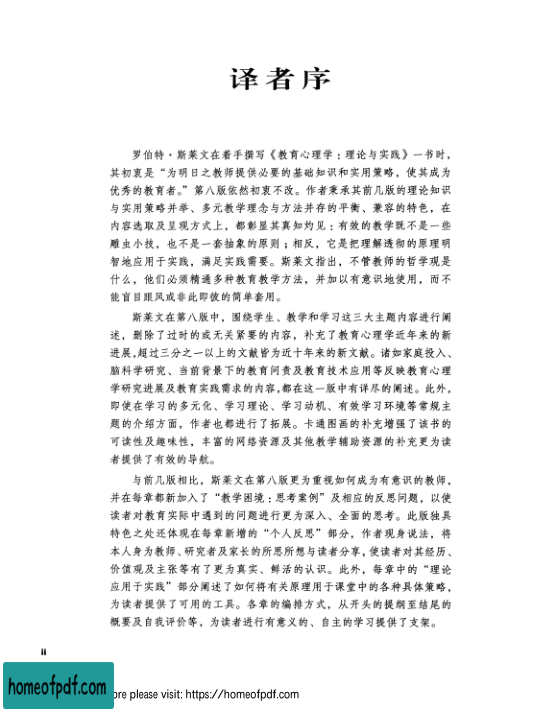 译者序
罗伯特·斯莱文在着手撰写《教育心理学：理论与实践》一书时，
其初衷是“为明日之教师提供必要的基础知识和实用策略，使其成为
优秀的教育者。”第八版依然初衷不改。作者秉承其前几版的理论知识
与实用策略并举、多元教学理念与方法并存的平衡、兼容的特色，在
内容选取及呈现方式上，都彰显其真知灼见：有效的教学既不是一些
雕虫小技，也不是一套抽象的原则；相反，它是把理解透彻的原理明
智地应用于实践，满足实践需要。斯莱文指出，不管教师的哲学观是
什么，他们必须精通多种教育教学方法，并加以有意识地使用，而不
能盲目跟风或非此即彼的简单套用。
斯莱文在第八版中，围绕学生、教学和学习这三大主题内容进行阐
述，删除了过时的或无关紧要的内容，补充了教育心理学近年来的新
进展，超过三分之一以上的文献皆为近十年来的新文献。诸如家庭投入、
脑科学研究、当前背景下的教育问责及教育技术应用等反映教育心理
学研究进展及教育实践需求的内容，都在这一版中有详尽的阐述。此外，
即使在学习的多元化、学习理论、学习动机、有效学习环境等常规主
题的介绍方面，作者也都进行了拓展。卡通图画的补充增强了该书的
可读性及趣味性，丰富的网络资源及其他教学辅助资源的补充更为读
者提供了有效的导航。
与前几版相比，斯莱文在第八版更为重视如何成为有意识的教师，
并在每章都新加入了“教学困境：思考案例”及相应的反思问题，以使
读者对教育实际中遇到的问题进行更为深入、全面的思考。此版独具
特色之处还体现在每章新增的“个人反思”部分，作者现身说法，将
本人身为教师、研究者及家长的所思所想与读者分享，使读者对其经历、
价值观及主张等有了更为真实、鲜活的认识。此外，每章中的“理论
应用于实践”部分阐述了如何将有关原理用于课堂中的各种具体策略，
为读者提供了可用的工具。各章的编排方式，从开头的提纲至结尾的
概要及自我评价等，为读者进行有意义的、自主的学习提供了支架。
ii
homeofpdf.com
ore please visit: https://homeofpdf.com